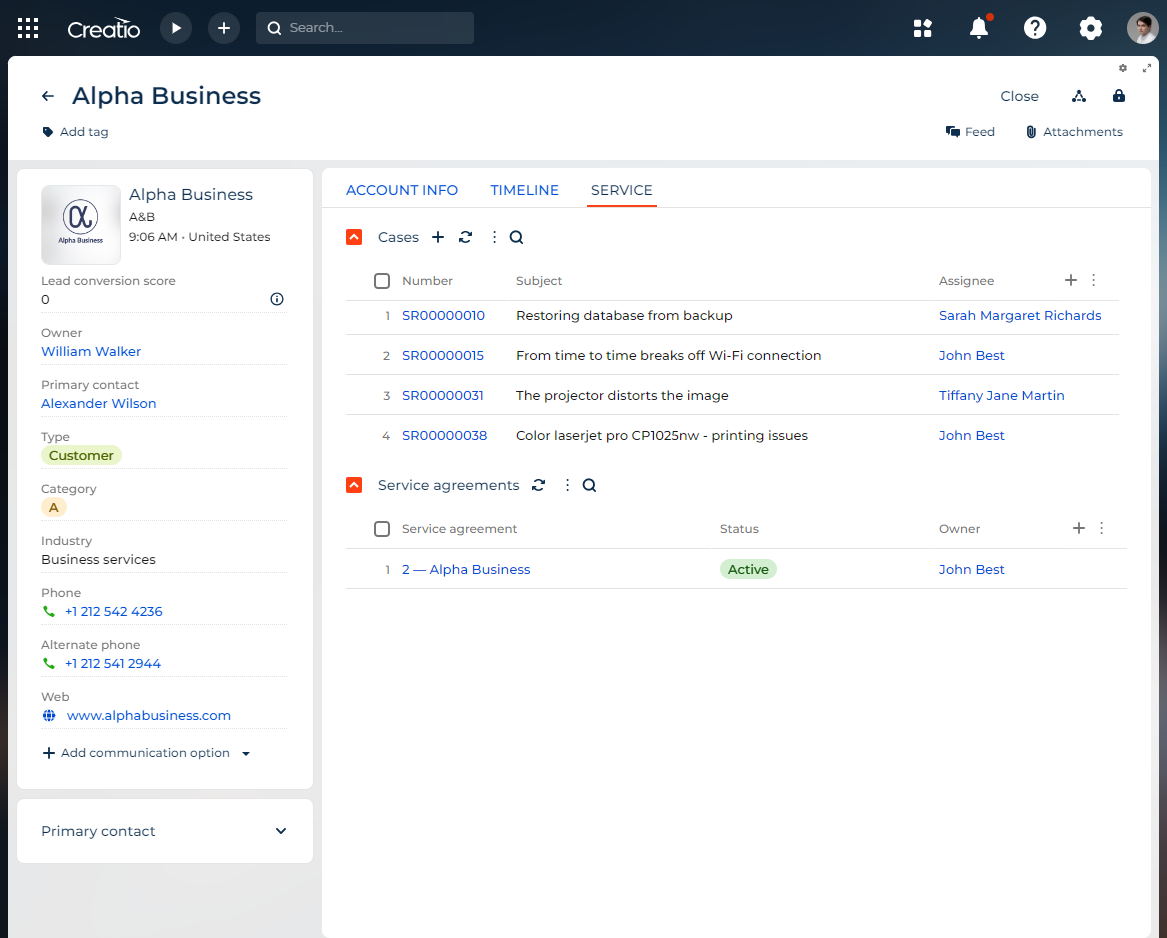 Creatio
Search...
Alpha Business
Close
Add tag
Feed
Attachments
Alpha Business
Alpha Business
A&B
9:06 AM • United States
Lead conversion score
0
Owner
William Walker
Primary contact
Alexander Wilson
Type
Customer
Category
A
Industry
Business services
Phone
+1 212 542 4236
Alternate phone
+1 212 541 2944
Web
www.alphabusiness.com
Add communication option
Primary contact
ACCOUNT INFO TIMELINE SERVICE
Cases
Number Subject Assignee
1 SR00000010 Restoring database from backup Sarah Margaret Richards
2 SR00000015 From time to time breaks off Wi-Fi connection John Best
3 SR00000031 The projector distorts the image Tiffany Jane Martin
4 SR00000038 Color laserjet pro CP1025nw - printing issues John Best
Service agreements
Service agreement Status Owner
1 2 — Alpha Business Active John Best